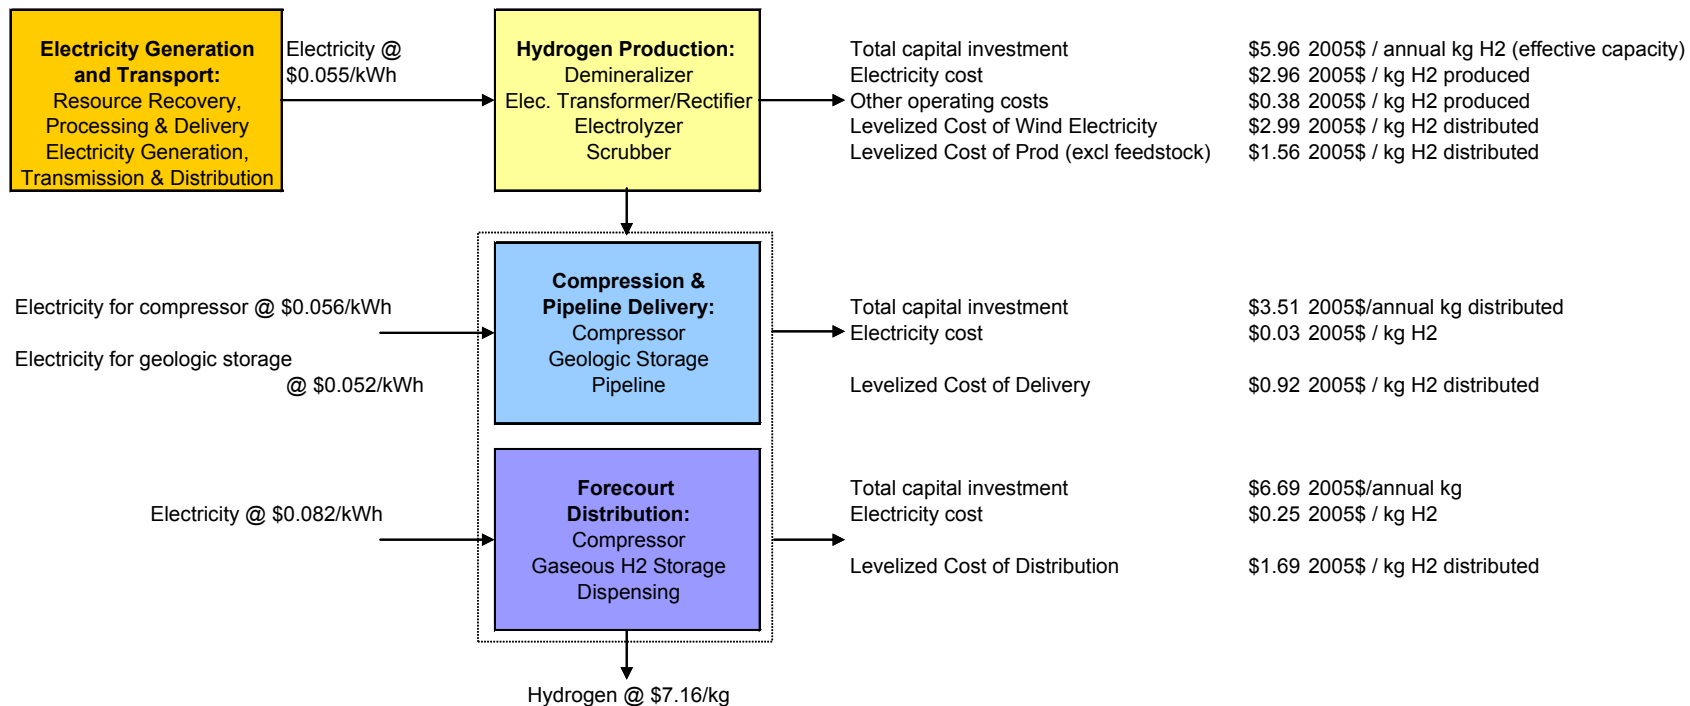 Electricity Generation
and Transport:
Resource Recovery,
Processing & Delivery
Electricity Generation,
Transmission & Distribution
Electricity @
$0.055/kWh
Hydrogen Production:
Demineralizer
Elec. Transformer/Rectifier
Electrolyzer
Scrubber
Total capital investment $5.96 2005$ / annual kg H2 (effective capacity)
Electricity cost $2.96 2005$ / kg H2 produced
Other operating costs $0.38 2005$ / kg H2 produced
Levelized Cost of Wind Electricity $2.99 2005$ / kg H2 distributed
Levelized Cost of Prod (excl feedstock) $1.56 2005$ / kg H2 distributed
Electricity for compressor @ $0.056/kWh
Electricity for geologic storage
@ $0.052/kWh
Compression &
Pipeline Delivery:
Compressor
Geologic Storage
Pipeline
Total capital investment $3.51 2005$/annual kg distributed
Electricity cost $0.03 2005$ / kg H2
Levelized Cost of Delivery $0.92 2005$ / kg H2 distributed
Electricity @ $0.082/kWh
Forecourt
Distribution:
Compressor
Gaseous H2 Storage
Dispensing
Total capital investment $6.69 2005$/annual kg
Electricity cost $0.25 2005$ / kg H2
Levelized Cost of Distribution $1.69 2005$ / kg H2 distributed
Hydrogen @ $7.16/kg